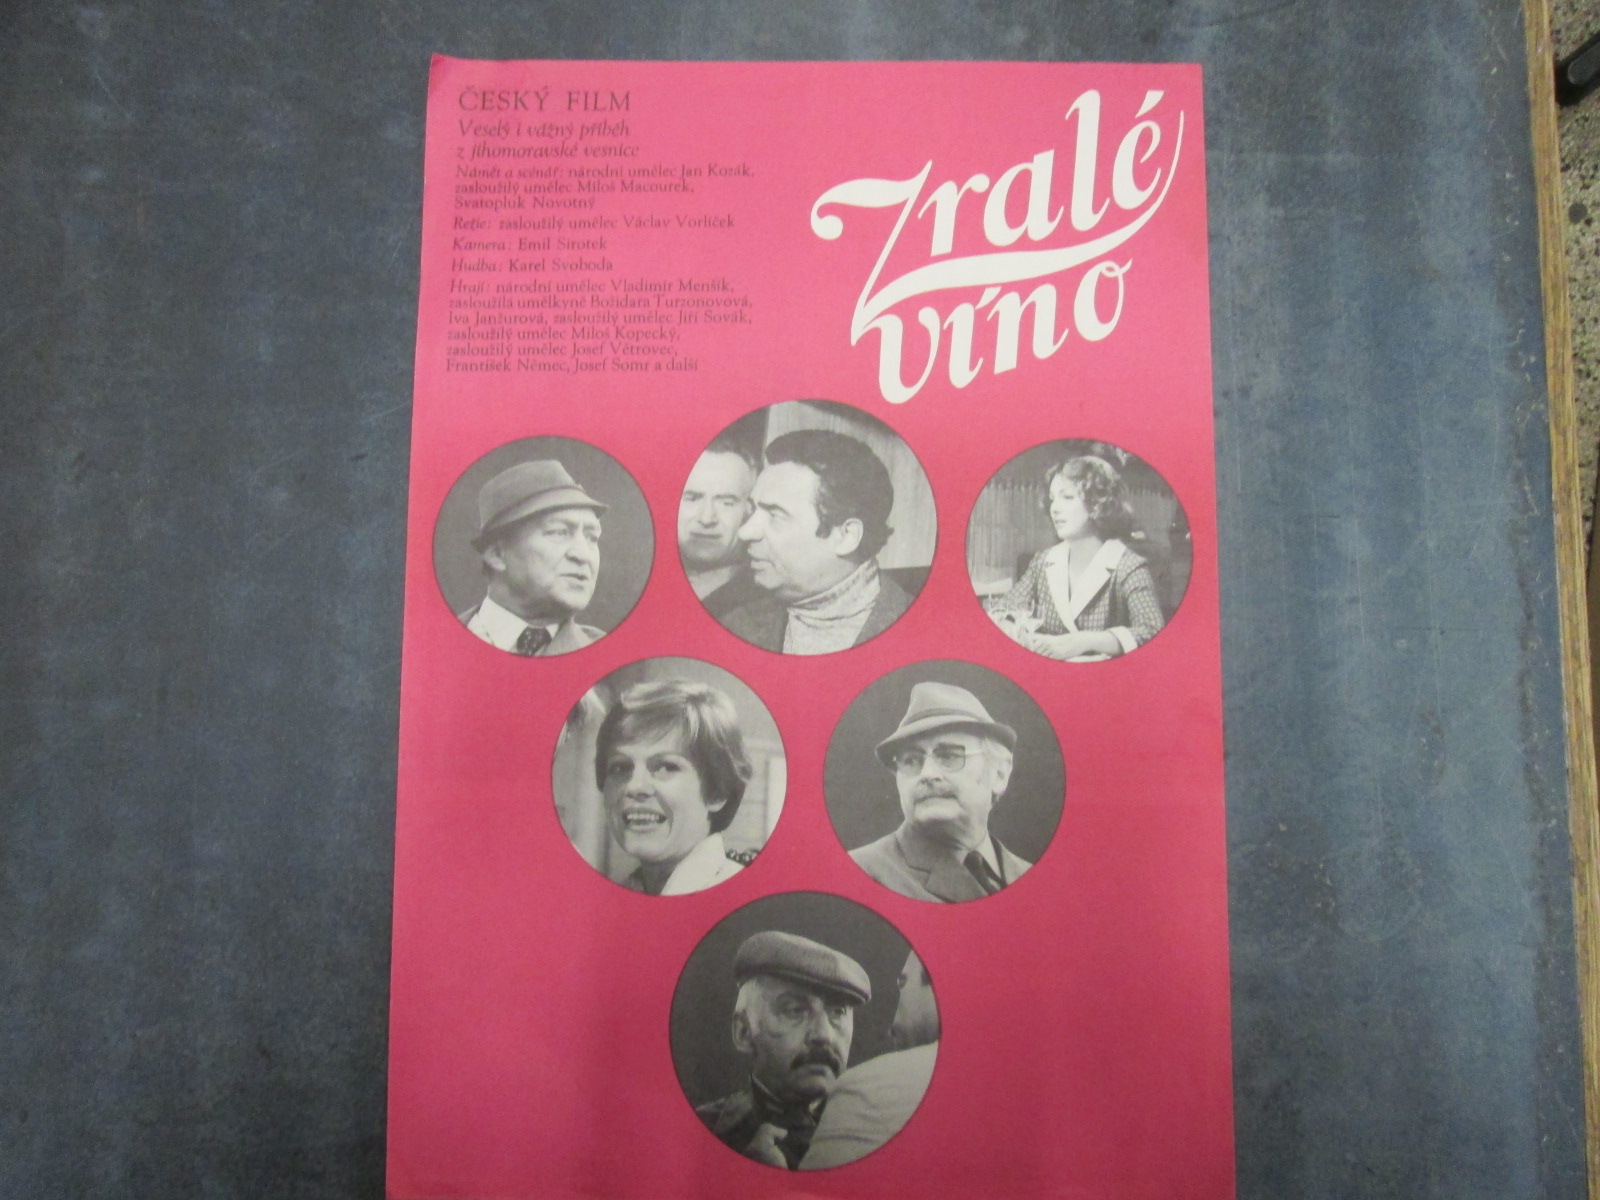 ČESKÝ FILM
Veselý i vážný příběh
z jihomoravské vesnice
Námět a scénář: národní umělec Jan Kozák,
zasloužilý umělec Miloš Macourek,
Svatopluk Novotný
Režie: zasloužilý umělec Václav Vorlíček
Kamera: Emil Sirotek
Hudba: Karel Svoboda
Hrají: národní umělec Vladimír Menšík,
zasloužilá umělkyně Božidara Turzonovová,
Iva Janžurová, zasloužilý umělec Jiří Sovák,
zasloužilý umělec Miloš Kopecký,
zasloužilý umělec Josef Větrovec,
František Němec, Josef Somr a další
Zralé
víno